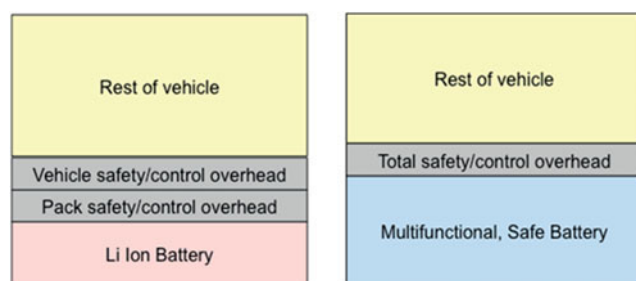 Rest of vehicle
Vehicle safety/control overhead
Pack safety/control overhead
Li Ion Battery
Rest of vehicle
Total safety/control overhead
Multifunctional, Safe Battery